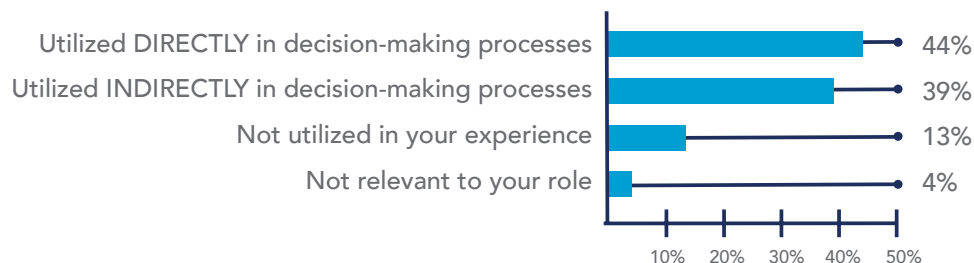 Utilized DIRECTLY in decision-making processes 44%
Utilized INDIRECTLY in decision-making processes 39%
Not utilized in your experience 13%
Not relevant to your role 4%
10% 20% 30% 40% 50%